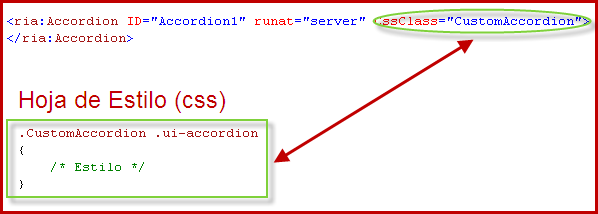 <ria:Accordion ID="Accordion1" runat="server" CssClass="CustomAccordion">
</ria:Accordion>
Hoja de Estilo (css)
.CustomAccordion .ui-accordion
{
/* Estilo */
}